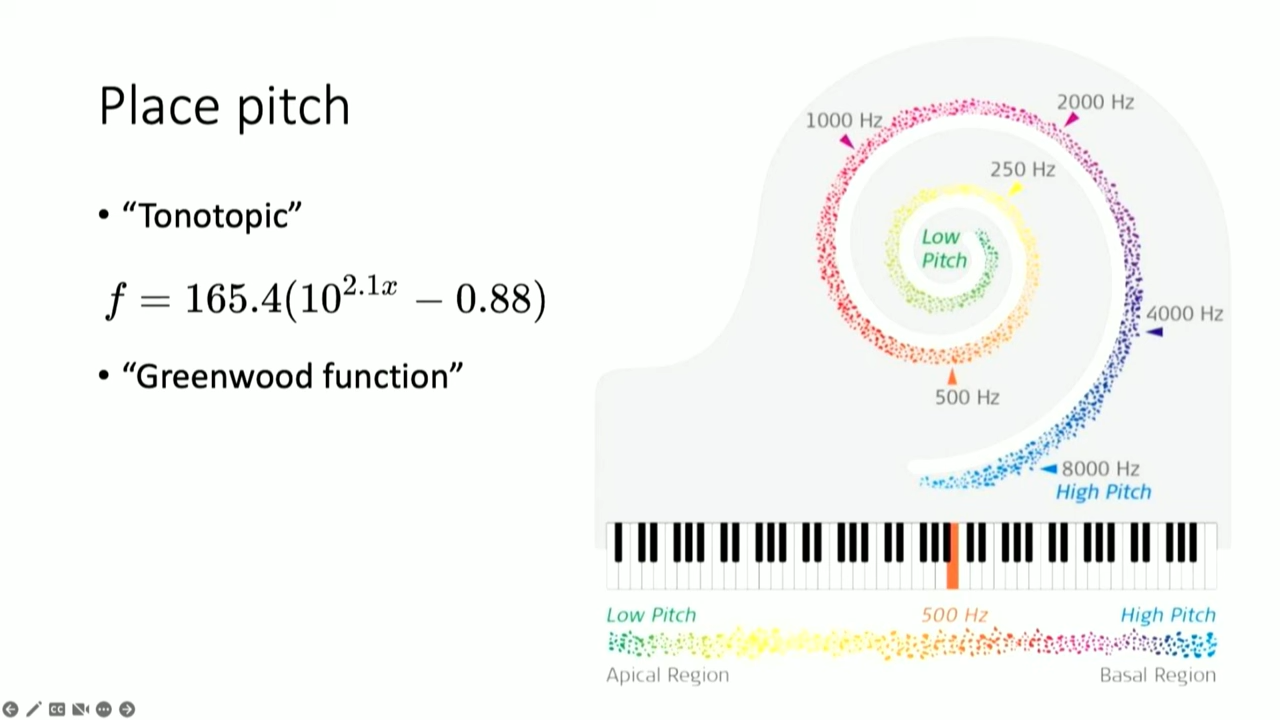 Place pitch
• “Tonotopic”
f = 165.4(10^{2.1x} − 0.88)
• “Greenwood function”
1000 Hz
2000 Hz
250 Hz
Low
Pitch
4000 Hz
500 Hz
8000 Hz
High Pitch
Low Pitch
500 Hz
High Pitch
Apical Region
Basal Region
CC